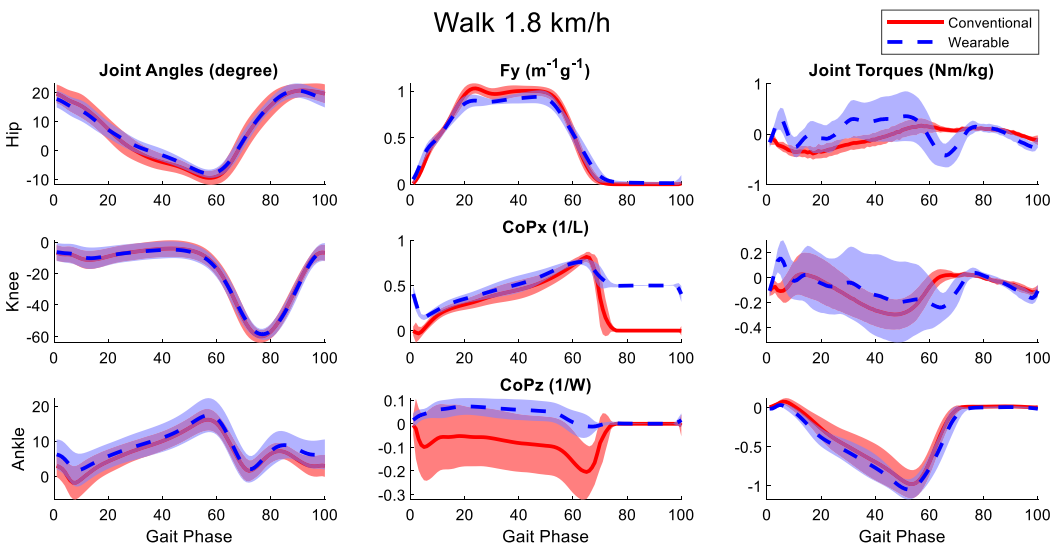 Walk 1.8 km/h
Conventional
Wearable
Joint Angles (degree)
Fy (m⁻¹g⁻¹)
Joint Torques (Nm/kg)
Hip
20
10
0
-10
0 20 40 60 80 100
1
0.5
0
0 20 40 60 80 100
1
0
-1
0 20 40 60 80 100
CoPx (1/L)
Knee
0
-20
-40
-60
0 20 40 60 80 100
1
0.5
0
0 20 40 60 80 100
0.2
0
-0.2
-0.4
0 20 40 60 80 100
CoPz (1/W)
Ankle
20
10
0
0 20 40 60 80 100
Gait Phase
0.1
0
-0.1
-0.2
-0.3
0 20 40 60 80 100
Gait Phase
0
-0.5
-1
0 20 40 60 80 100
Gait Phase